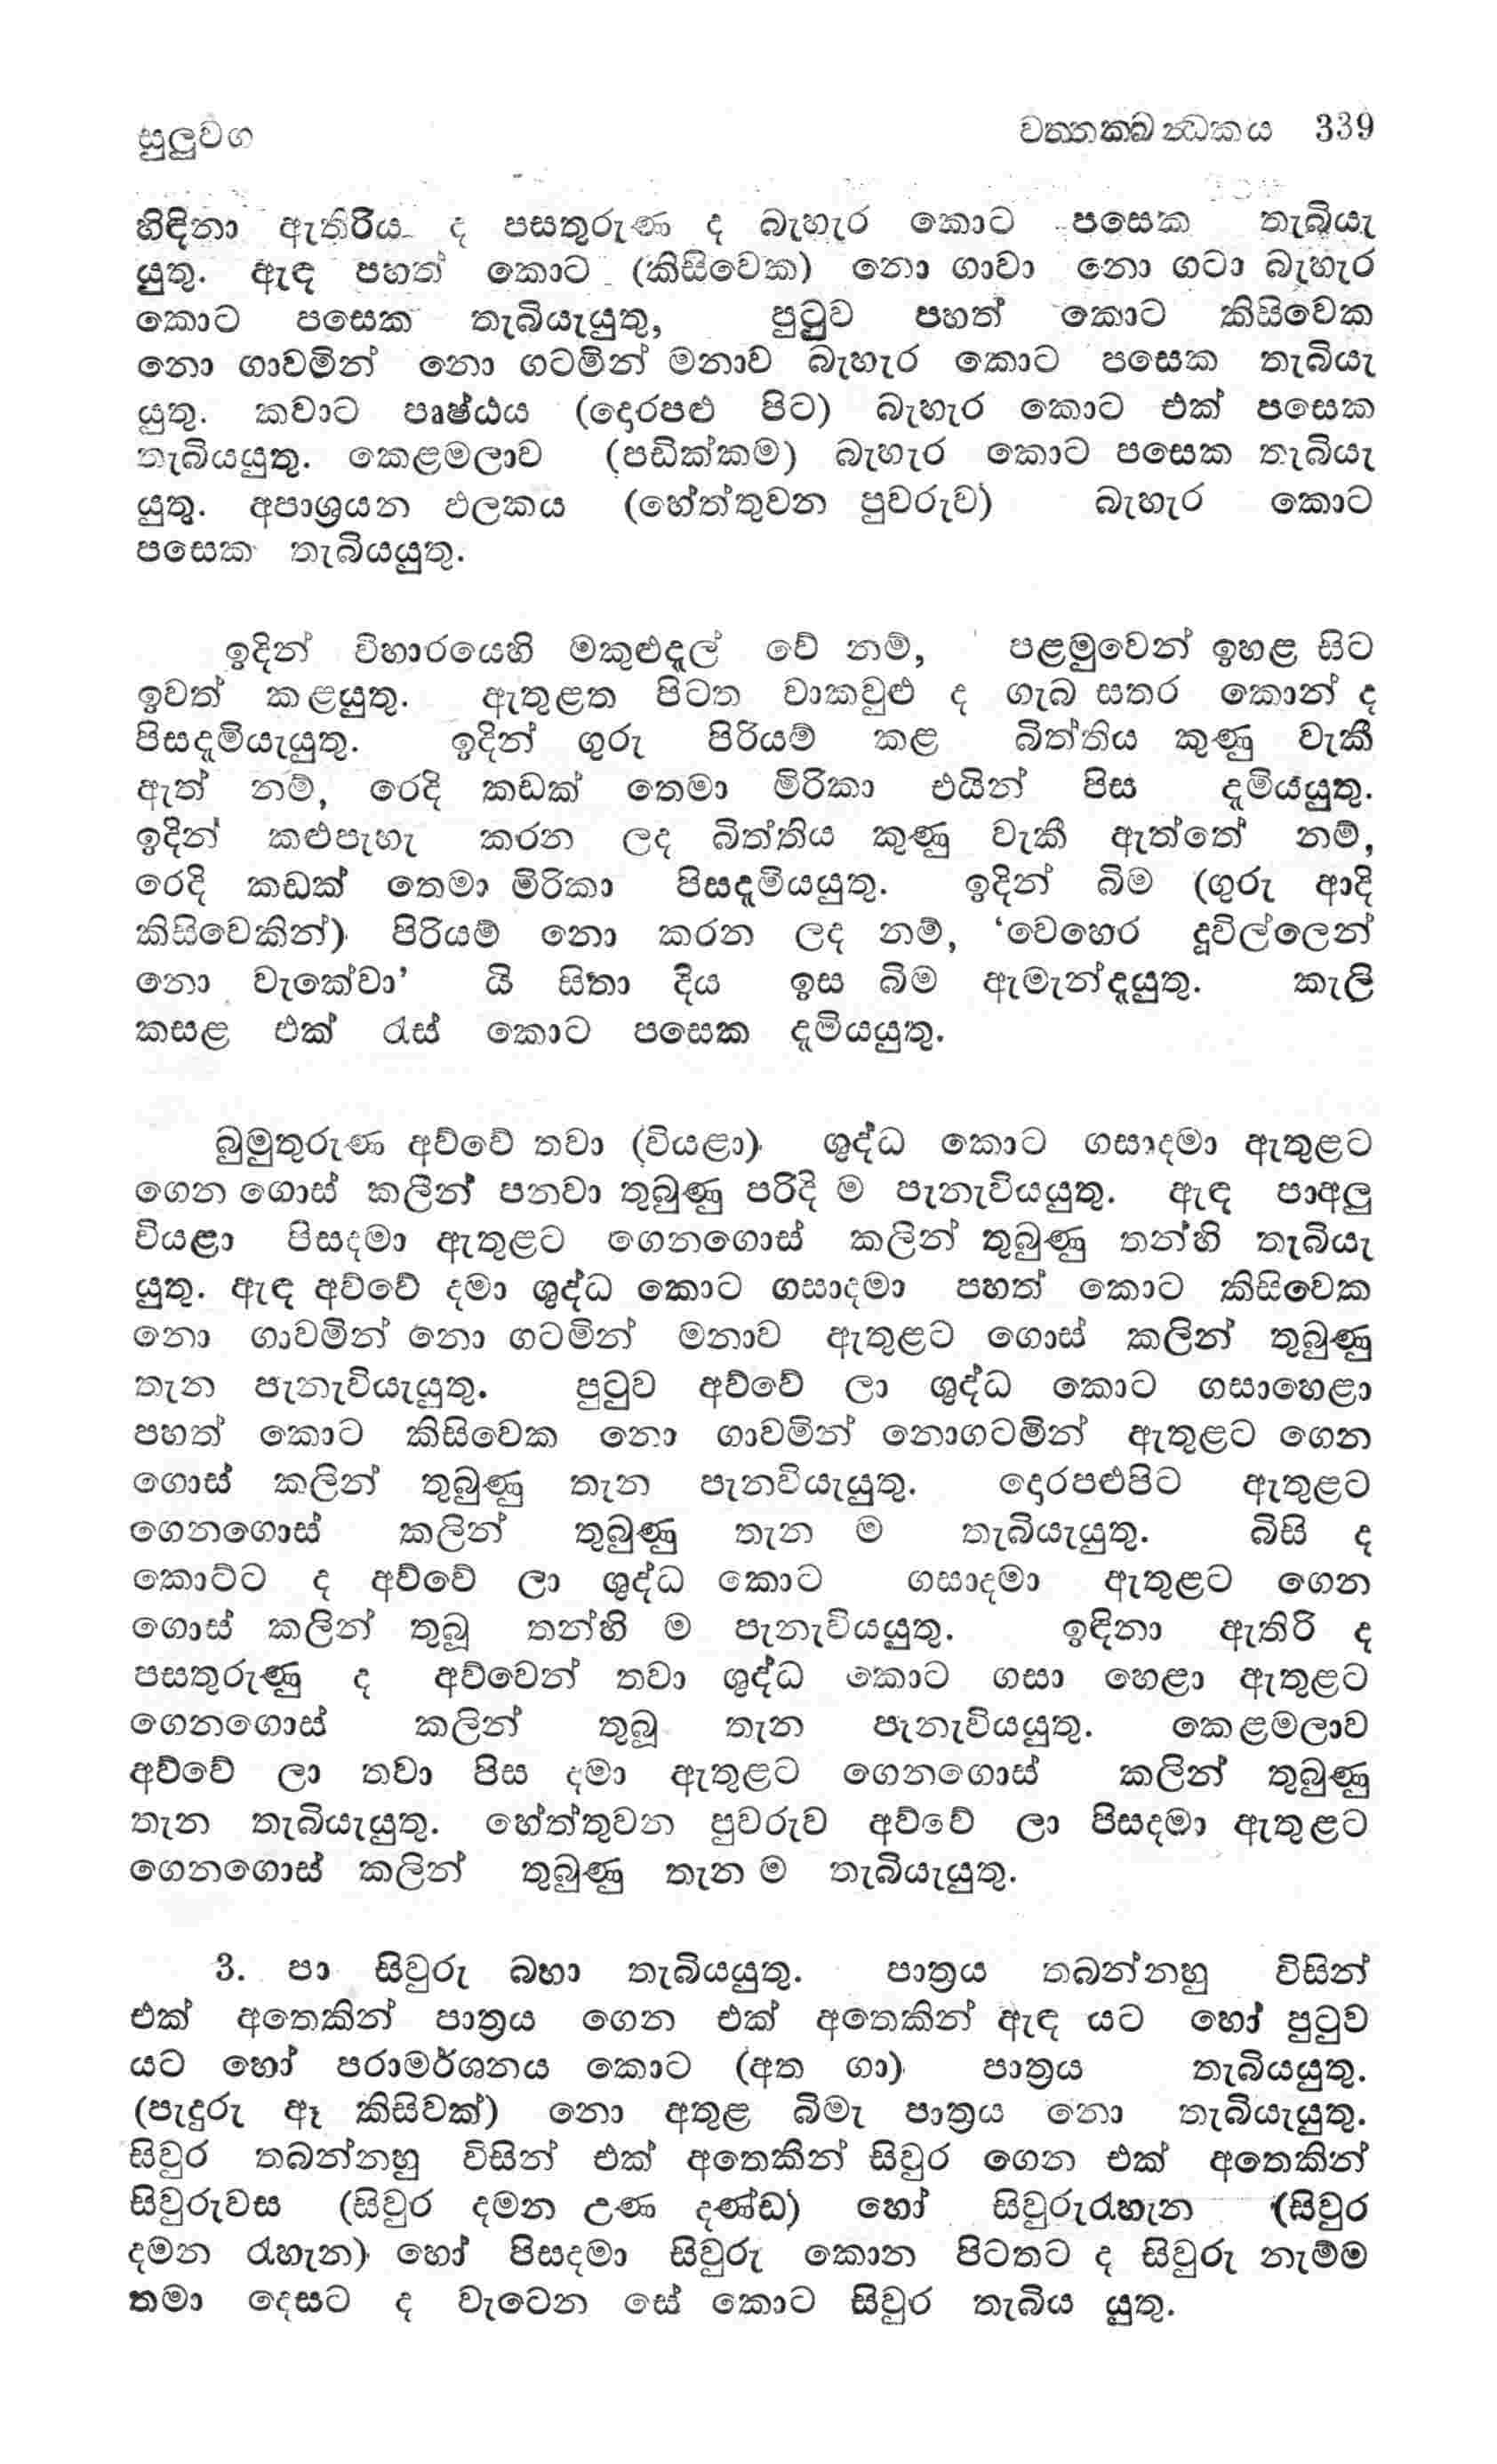 සුලුවග
වත්තක්ඛන්ධකය 339
හිඳිනා ඇතිරිය ද පසතුරුණ ද බැහැර කොට පසෙක තැබියැ
යුතු. ඇඳ පහත් කොට (කිසිවෙක) නො ගාවා නො ගටා බැහැර
කොට පසෙක තැබියැයුතු, පුටුව පහත් කොට කිසිවෙක
නො ගාවමින් නො ගටමින් මනාව බැහැර කොට පසෙක තැබියැ
යුතු. කවාට පෘෂ්ඨය (දොරපළු පිට) බැහැර කොට එක් පසෙක
තැබියයුතු. කෙළමලාව (පඩික්කම) බැහැර කොට පසෙක තැබියැ
යුතු. අපාශ්‍රයන ඵලකය (හේත්තුවන පුවරුව) බැහැර කොට
පසෙක තැබියයුතු.
ඉදින් විහාරයෙහි මකුළුදැල් වේ නම්, පළමුවෙන් ඉහළ සිට
ඉවත් කළයුතු. ඇතුළත පිටත වාකවුළු ද ගැබ සතර කොන් ද
පිසදැමියැයුතු. ඉදින් ගුරු පිරියම් කළ බිත්තිය කුණු වැකී
ඇත් නම්, රෙදි කඩක් තෙමා මිරිකා එයින් පිස දැමියයුතු.
ඉදින් කළුපැහැ කරන ලද බිත්තිය කුණු වැකී ඇත්තේ නම්,
රෙදි කඩක් තෙමා මිරිකා පිසදැමියයුතු. ඉදින් බිම (ගුරු ආදි
කිසිවෙකින්) පිරියම් නො කරන ලද නම්, ‘වෙහෙර දූවිල්ලෙන්
නො වැකේවා’ යි සිතා දිය ඉස බිම ඇමැන්දැයුතු. කැලි
කසළ එක් රැස් කොට පසෙක දැමියයුතු.
බුමුතුරුණ අව්වේ තවා (වියළා) ශුද්ධ කොට ගසාදමා ඇතුළට
ගෙන ගොස් කලින් පනවා තුබුණු පරිදි ම පැනැවියයුතු. ඇඳ පාඅලු
වියළා පිසදමා ඇතුළට ගෙනගොස් කලින් තුබුණු තන්හි තැබියැ
යුතු. ඇඳ අව්වේ දමා ශුද්ධ කොට ගසාදමා පහත් කොට කිසිවෙක
නො ගාවමින් නො ගටමින් මනාව ඇතුළට ගොස් කලින් තුබුණු
තැන පැනැවියැයුතු. පුටුව අව්වේ ලා ශුද්ධ කොට ගසාහෙළා
පහත් කොට කිසිවෙක නො ගාවමින් නොගටමින් ඇතුළට ගෙන
ගොස් කලින් තුබුණු තැන පැනවියැයුතු. දොරපළුපිට ඇතුළට
ගෙනගොස් කලින් තුබුණු තැන ම තැබියැයුතු. බිසි ද
කොට්ට ද අව්වේ ලා ශුද්ධ කොට ගසාදමා ඇතුළට ගෙන
ගොස් කලින් තුබූ තන්හි ම පැනැවියයුතු. ඉඳිනා ඇතිරි ද
පසතුරුණු ද අව්වෙන් තවා ශුද්ධ කොට ගසා හෙළා ඇතුළට
ගෙනගොස් කලින් තුබූ තැන පැනැවියයුතු. කෙළමලාව
අව්වේ ලා තවා පිස දමා ඇතුළට ගෙනගොස් කලින් තුබුණු
තැන තැබියැයුතු. හේත්තුවන පුවරුව අව්වේ ලා පිසදමා ඇතුළට
ගෙනගොස් කලින් තුබුණු තැන ම තැබියැයුතු.
3. පා සිවුරු බහා තැබියයුතු. පාත්‍රය තබන්නහු විසින්
එක් අතෙකින් පාත්‍රය ගෙන එක් අතෙකින් ඇඳ යට හෝ පුටුව
යට හෝ පරාමර්ශනය කොට (අත ගා) පාත්‍රය තැබියයුතු.
(පැදුරු ඈ කිසිවක්) නො අතුළ බිමැ පාත්‍රය නො තැබියැයුතු.
සිවුර තබන්නහු විසින් එක් අතෙකින් සිවුර ගෙන එක් අතෙකින්
සිවුරුවස (සිවුර දමන උණ දණ්ඩ) හෝ සිවුරුරැහැන (සිවුර
දමන රැහැන) හෝ පිසදමා සිවුරු කොන පිටතට ද සිවුරු නැම්ම
තමා දෙසට ද වැටෙන සේ කොට සිවුර තැබිය යුතු.